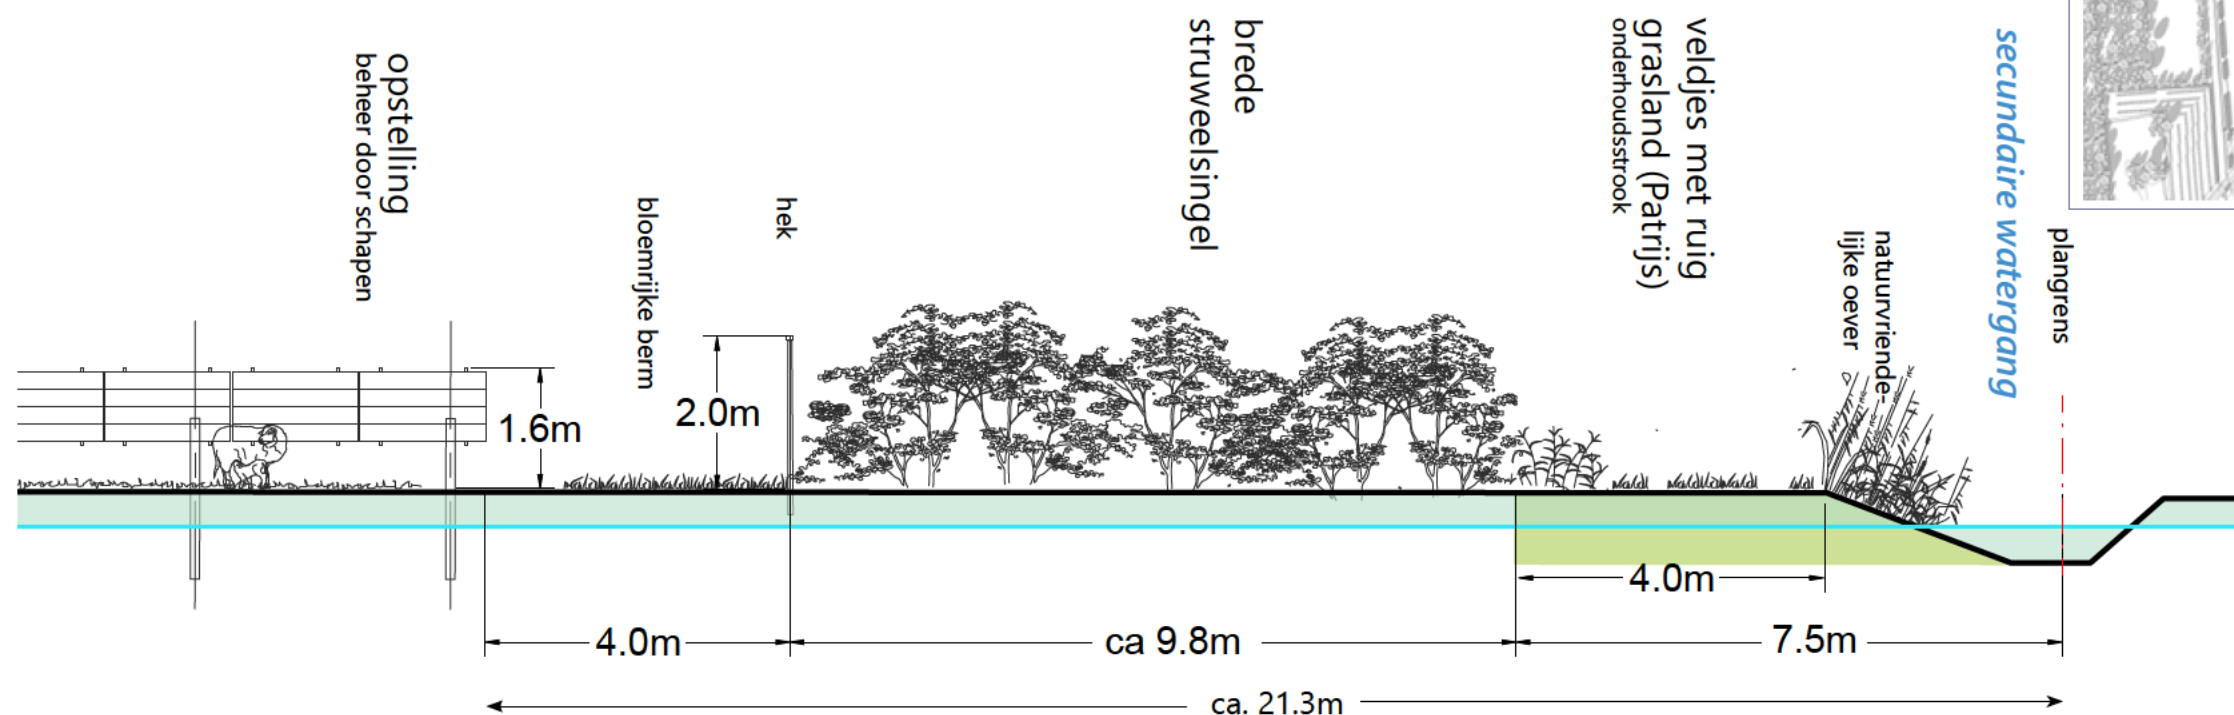 opstelling
beheer door schapen
bloemrijke berm
hek
brede
struweelsingel
veldjes met ruig
grasland (Patrijs)
onderhoudsstrook
natuurvriende-
lijke oever
secundaire watergang
plangrens
1.6m
2.0m
4.0m
4.0m
ca 9.8m
7.5m
ca. 21.3m